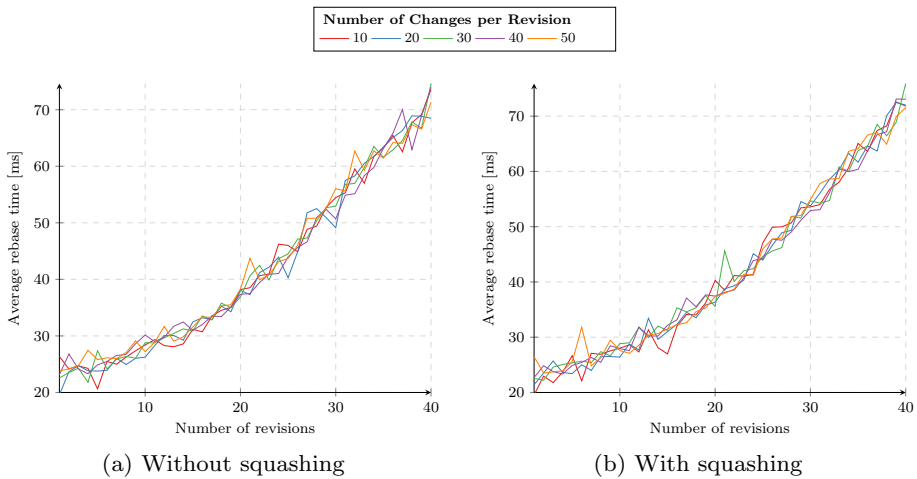 Number of Changes per Revision
10 20 30 40 50
Average rebase time [ms]
70
60
50
40
30
20
10 20 30 40
Number of revisions
(a) Without squashing
Average rebase time [ms]
70
60
50
40
30
20
10 20 30 40
Number of revisions
(b) With squashing